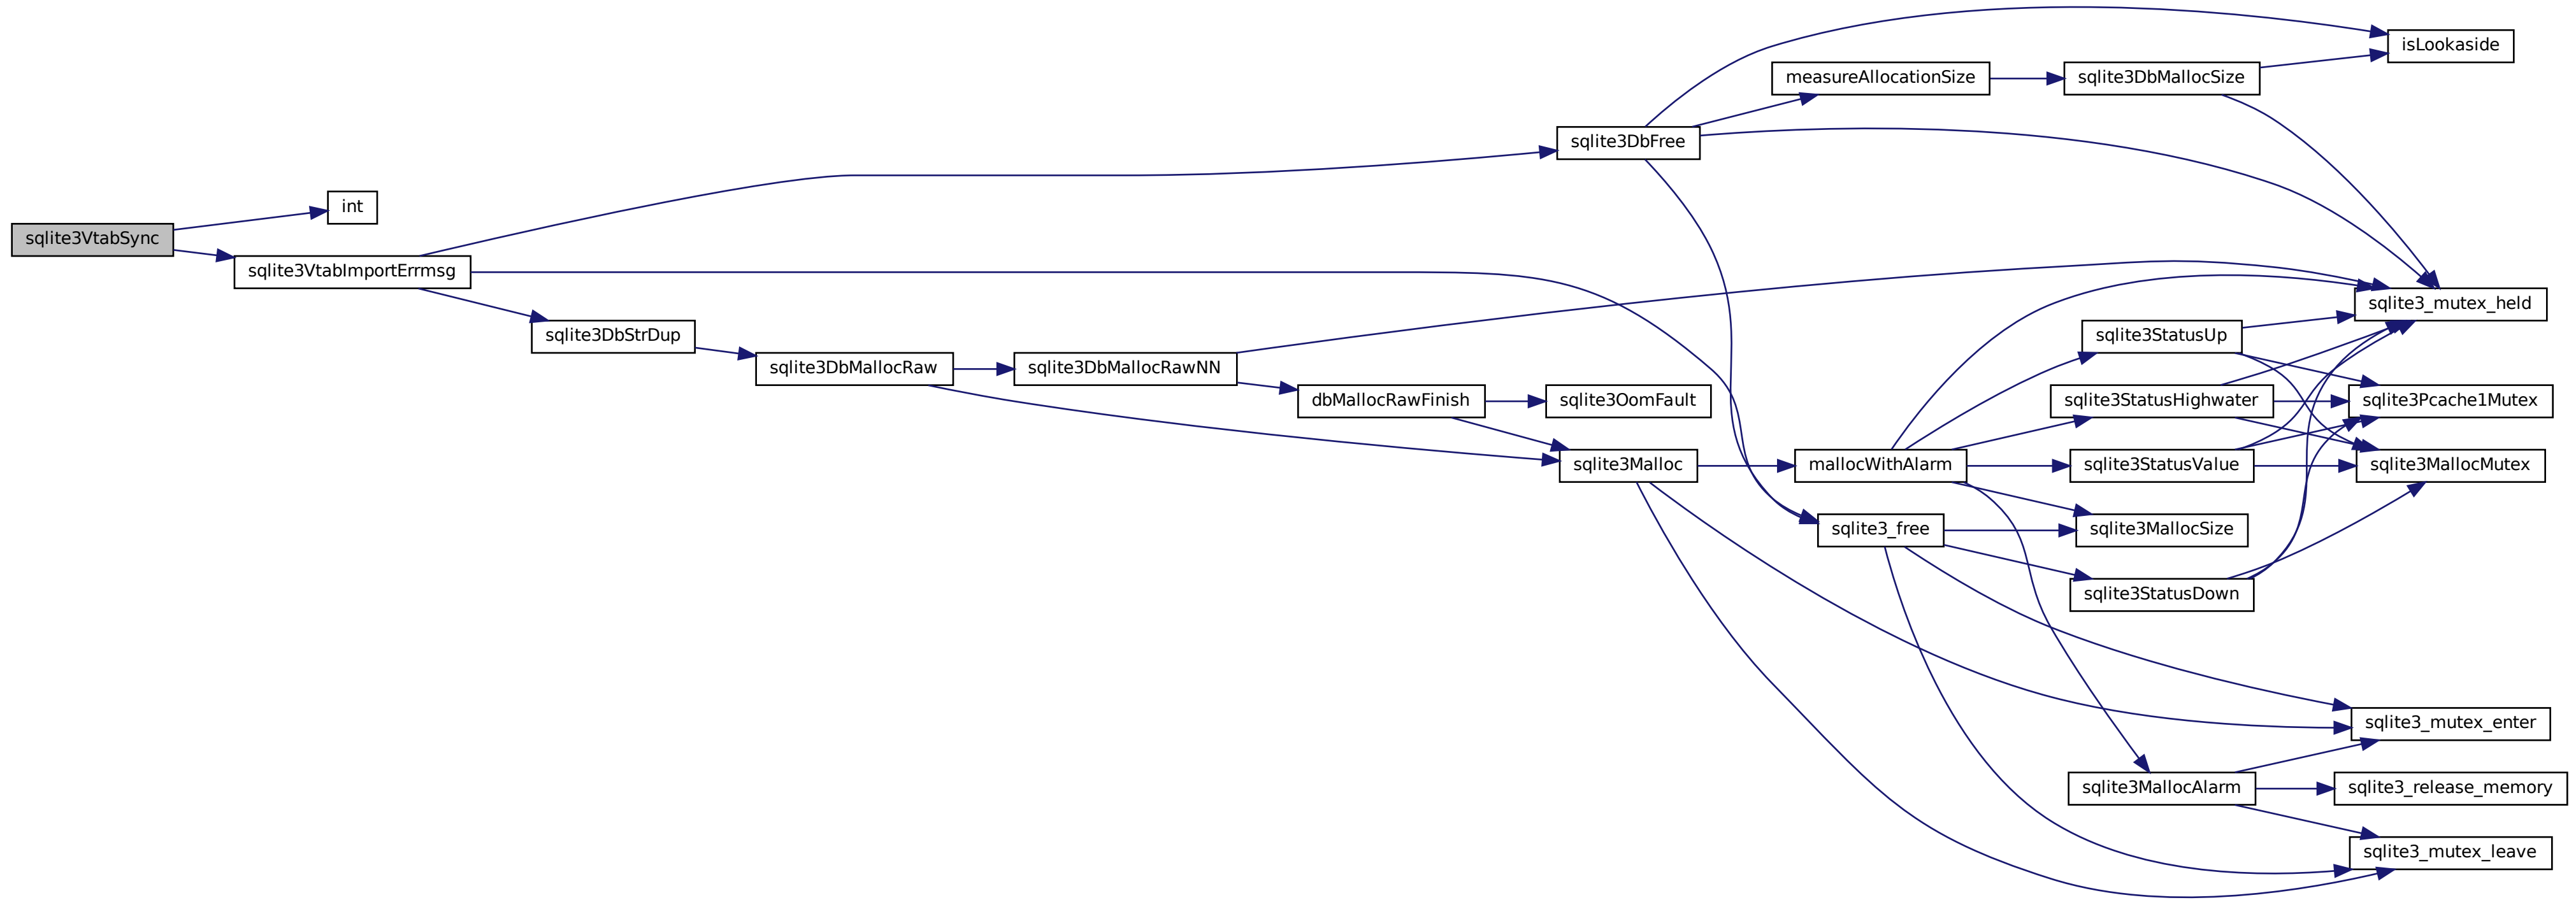 isLookaside
measureAllocationSize
sqlite3DbMallocSize
sqlite3DbFree
int
sqlite3VtabSync
sqlite3VtabImportErrmsg
sqlite3_mutex_held
sqlite3DbStrDup
sqlite3StatusUp
sqlite3DbMallocRaw
sqlite3DbMallocRawNN
dbMallocRawFinish
sqlite3OomFault
sqlite3StatusHighwater
sqlite3Pcache1Mutex
sqlite3Malloc
mallocWithAlarm
sqlite3StatusValue
sqlite3MallocMutex
sqlite3_free
sqlite3MallocSize
sqlite3StatusDown
sqlite3_mutex_enter
sqlite3MallocAlarm
sqlite3_release_memory
sqlite3_mutex_leave